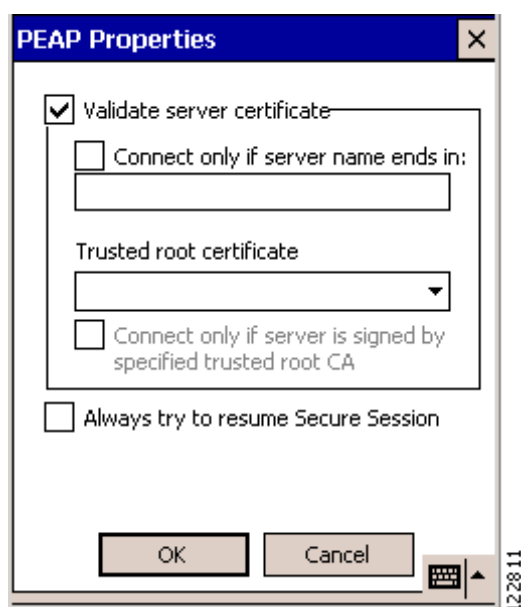 PEAP Properties
Validate server certificate
Connect only if server name ends in:
Trusted root certificate
Connect only if server is signed by
specified trusted root CA
Always try to resume Secure Session
OK Cancel
22811